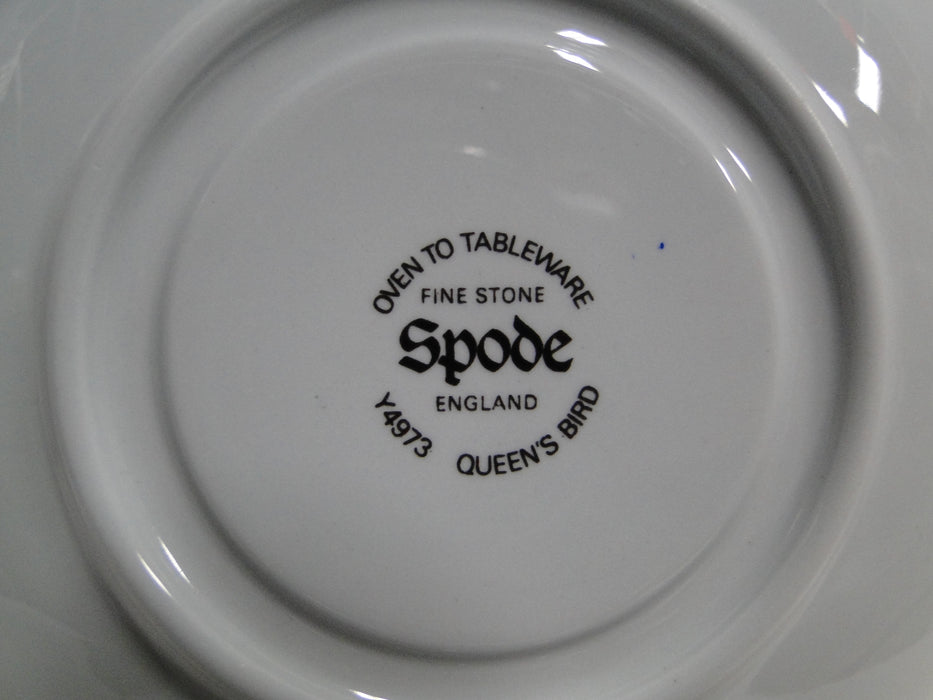 OVEN TO TABLEWARE
FINE STONE
Spode
ENGLAND
Y4973 QUEEN'S BIRD